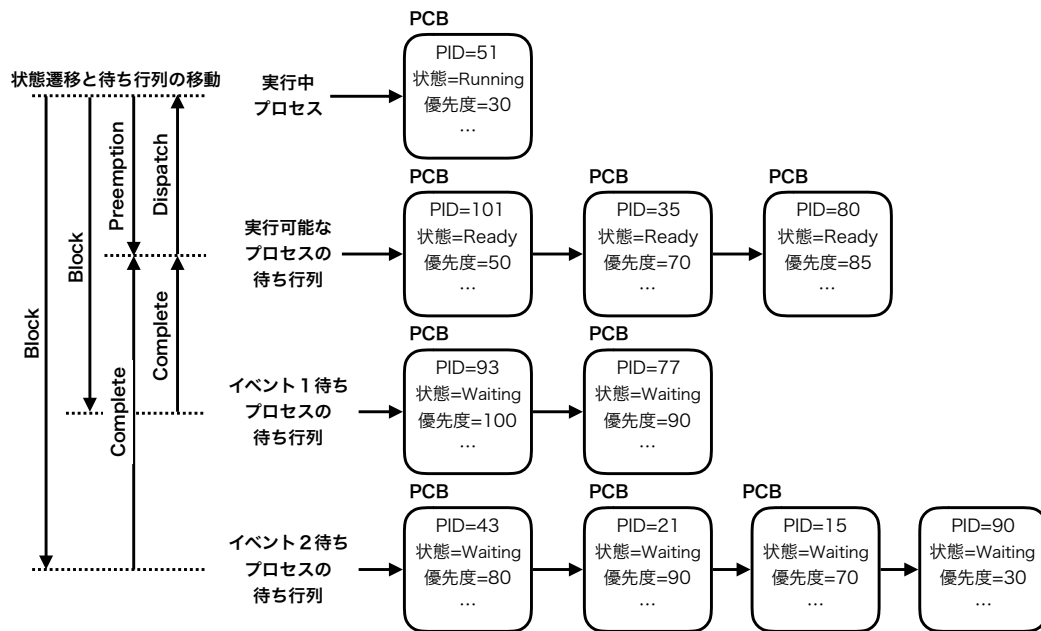 PCB
PID=51
状態=Running
優先度=30
…
状態遷移と待ち行列の移動
実行中
プロセス
Block
Block
Preemption
Dispatch
Complete
Complete
PCB
PID=101
状態=Ready
優先度=50
…
PCB
PID=35
状態=Ready
優先度=70
…
PCB
PID=80
状態=Ready
優先度=85
…
実行可能な
プロセスの
待ち行列
PCB
PID=93
状態=Waiting
優先度=100
…
PID=77
状態=Waiting
優先度=90
…
イベント1待ち
プロセスの
待ち行列
PCB
PID=43
状態=Waiting
優先度=80
…
PCB
PID=21
状態=Waiting
優先度=90
…
PCB
PID=15
状態=Waiting
優先度=70
…
PID=90
状態=Waiting
優先度=30
…
イベント2待ち
プロセスの
待ち行列